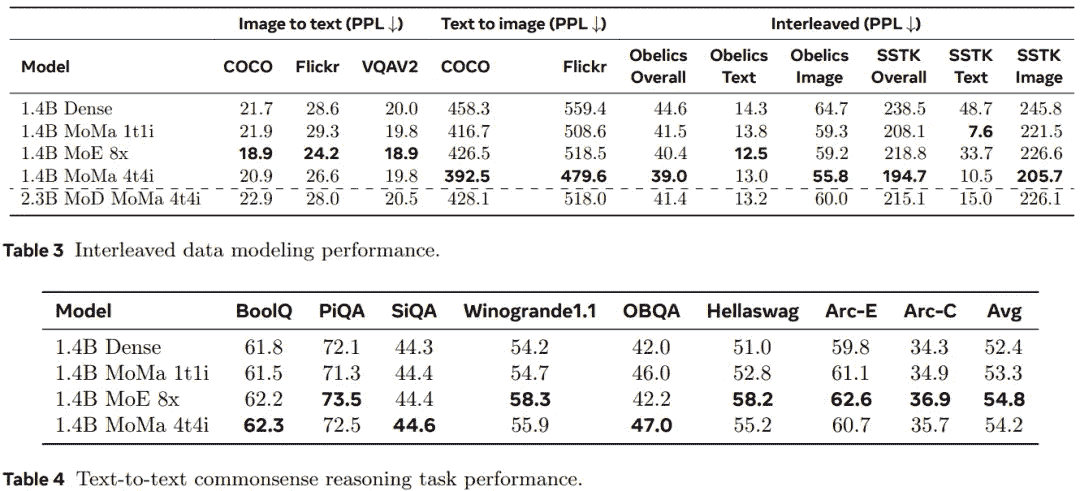 Image to text (PPL ↓) Text to image (PPL ↓) Interleaved (PPL ↓)
Model COCO Flickr VQAV2 COCO Flickr Obelics Overall Obelics Text Obelics Image SSTK Overall SSTK Text SSTK Image
1.4B Dense 21.7 28.6 20.0 458.3 559.4 44.6 14.3 64.7 238.5 48.7 245.8
1.4B MoMa 1t1i 21.9 29.3 19.8 416.7 508.6 41.5 13.8 59.3 208.1 7.6 221.5
1.4B MoE 8x 18.9 24.2 18.9 426.5 518.5 40.4 12.5 59.2 218.8 33.7 226.6
1.4B MoMa 4t4i 20.9 26.6 19.8 392.5 479.6 39.0 13.0 55.8 194.7 10.5 205.7
2.3B MoD MoMa 4t4i 22.9 28.0 20.5 428.1 518.0 41.4 13.2 60.0 215.1 15.0 226.1
Table 3 Interleaved data modeling performance.
Model BoolQ PiQA SiQA Winogrande1.1 OBQA Hellaswag Arc-E Arc-C Avg
1.4B Dense 61.8 72.1 44.3 54.2 42.0 51.0 59.8 34.3 52.4
1.4B MoMa 1t1i 61.5 71.3 44.4 54.7 46.0 52.8 61.1 34.9 53.3
1.4B MoE 8x 62.2 73.5 44.4 58.3 42.2 58.2 62.6 36.9 54.8
1.4B MoMa 4t4i 62.3 72.5 44.6 55.9 47.0 55.2 60.7 35.7 54.2
Table 4 Text-to-text commonsense reasoning task performance.